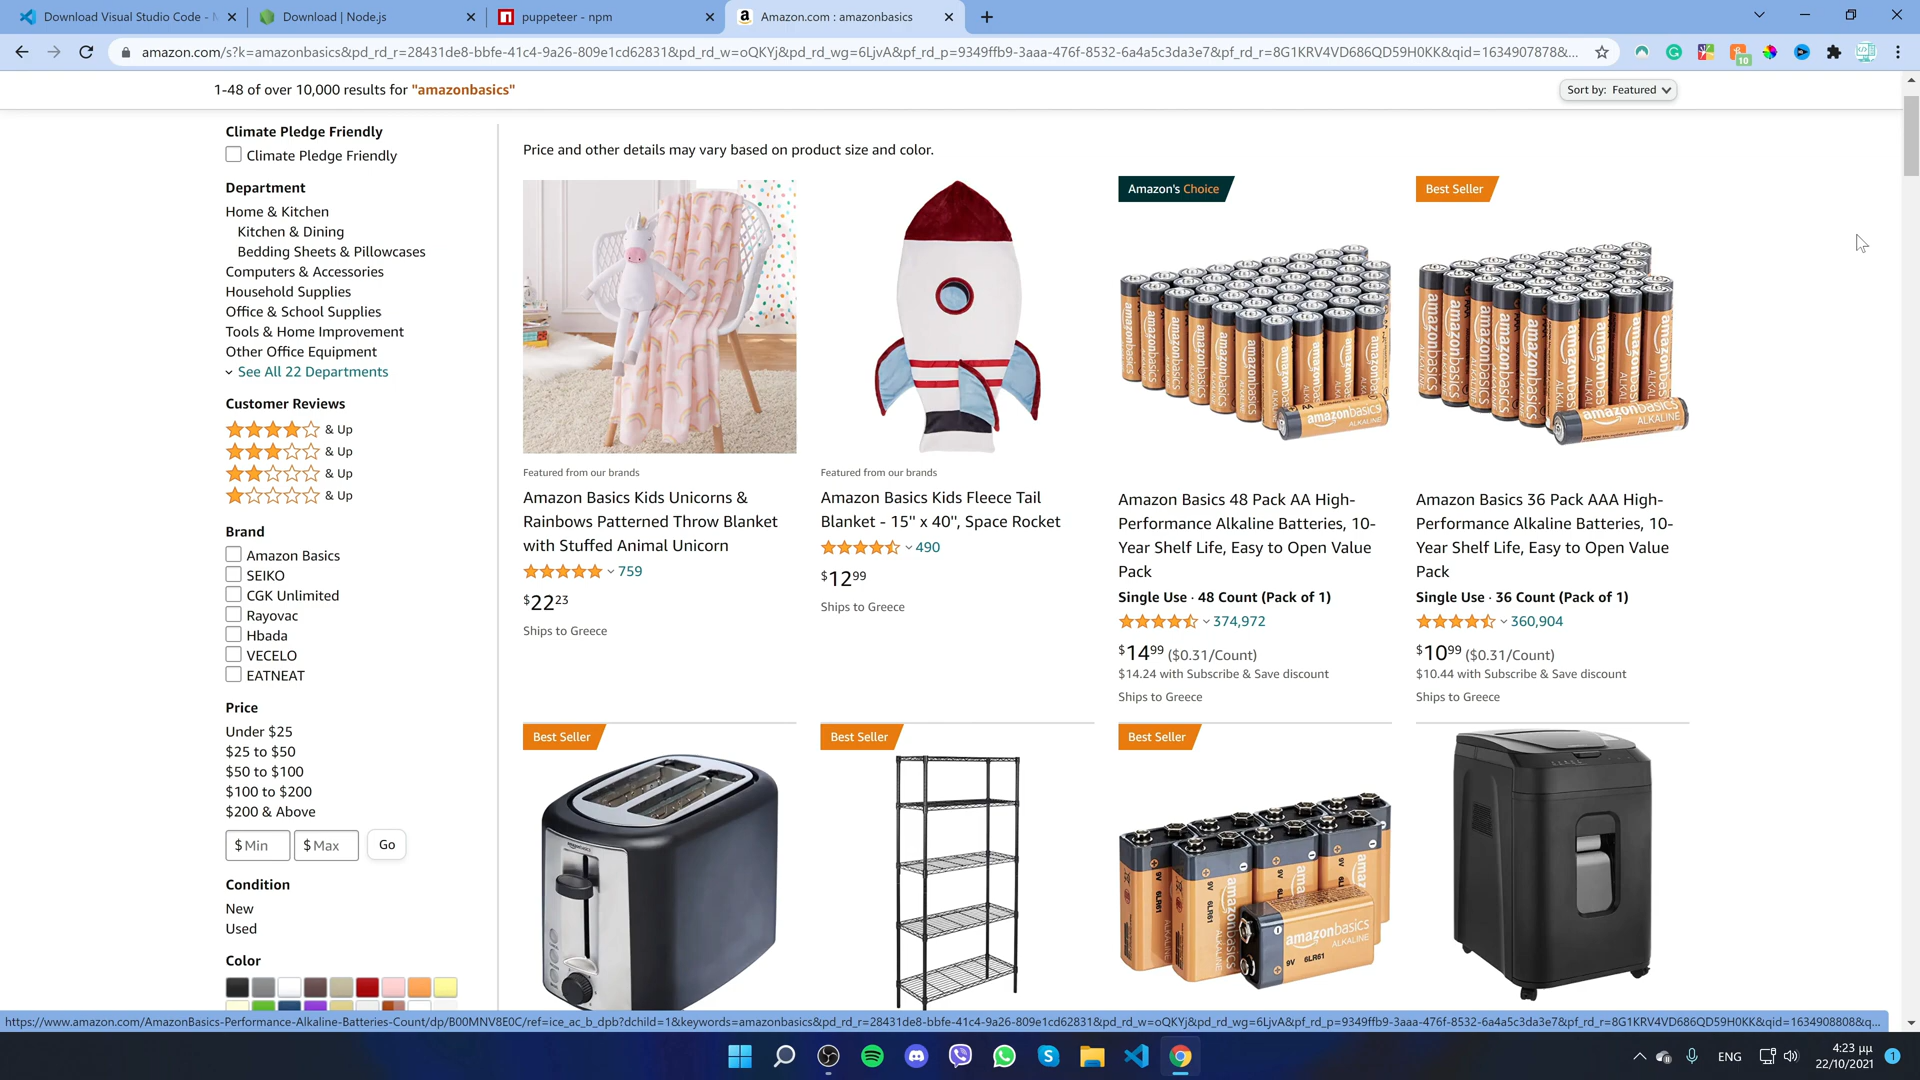 Download Visual Studio Code -
Download | Node.js
puppeteer - npm
Amazon.com : amazonbasics
amazon.com/s?k=amazonbasics&pd_rd_r=28431de8-bbfe-41c4-9a26-809e1cd62831&pd_rd_w=oQKYj&pd_rd_wg=6LjvA&pf_rd_p=9349ffb9-3aaa-476f-8532-6a4a5c3da3e7&pf_rd_r=8G1KRV4VD686QD59H0KK&qid=1634907878&...
10
1-48 of over 10,000 results for "amazonbasics"
Sort by: Featured
Climate Pledge Friendly
Climate Pledge Friendly
Department
Home & Kitchen
Kitchen & Dining
Bedding Sheets & Pillowcases
Computers & Accessories
Household Supplies
Office & School Supplies
Tools & Home Improvement
Other Office Equipment
See All 22 Departments
Customer Reviews
& Up
& Up
& Up
& Up
Brand
Amazon Basics
SEIKO
CGK Unlimited
Rayovac
Hbada
VECELO
EATNEAT
Price
Under $25
$25 to $50
$50 to $100
$100 to $200
$200 & Above
$ Min
$ Max
Go
Condition
New
Used
Color
Price and other details may vary based on product size and color.
Featured from our brands
Amazon Basics Kids Unicorns &
Rainbows Patterned Throw Blanket
with Stuffed Animal Unicorn
759
$22 23
Ships to Greece
Featured from our brands
Amazon Basics Kids Fleece Tail
Blanket - 15" x 40", Space Rocket
490
$12 99
Ships to Greece
Amazon's Choice
amazonbasics
Amazon Basics 48 Pack AA High-
Performance Alkaline Batteries, 10-
Year Shelf Life, Easy to Open Value
Pack
Single Use · 48 Count (Pack of 1)
374,972
$14 99 ($0.31/Count)
$14.24 with Subscribe & Save discount
Ships to Greece
Best Seller
amazonbasics
ALKALINE
Amazon Basics 36 Pack AAA High-
Performance Alkaline Batteries, 10-
Year Shelf Life, Easy to Open Value
Pack
Single Use · 36 Count (Pack of 1)
360,904
$10 99 ($0.31/Count)
$10.44 with Subscribe & Save discount
Ships to Greece
Best Seller
Best Seller
Best Seller
amazonbasics
ALKALINE
9V 6LR61
https://www.amazon.com/AmazonBasics-Performance-Alkaline-Batteries-Count/dp/B00MNV8E0C/ref=ice_ac_b_dpb?dchild=1&keywords=amazonbasics&pd_rd_r=28431de8-bbfe-41c4-9a26-809e1cd62831&pd_rd_w=oQKYj&pd_rd_wg=6LjvA&pf_rd_p=9349ffb9-3aaa-476f-8532-6a4a5c3da3e7&pf_rd_r=8G1KRV4VD686QD59H0KK&qid=1634908808&q...
ENG
4:23 μμ
22/10/2021
1